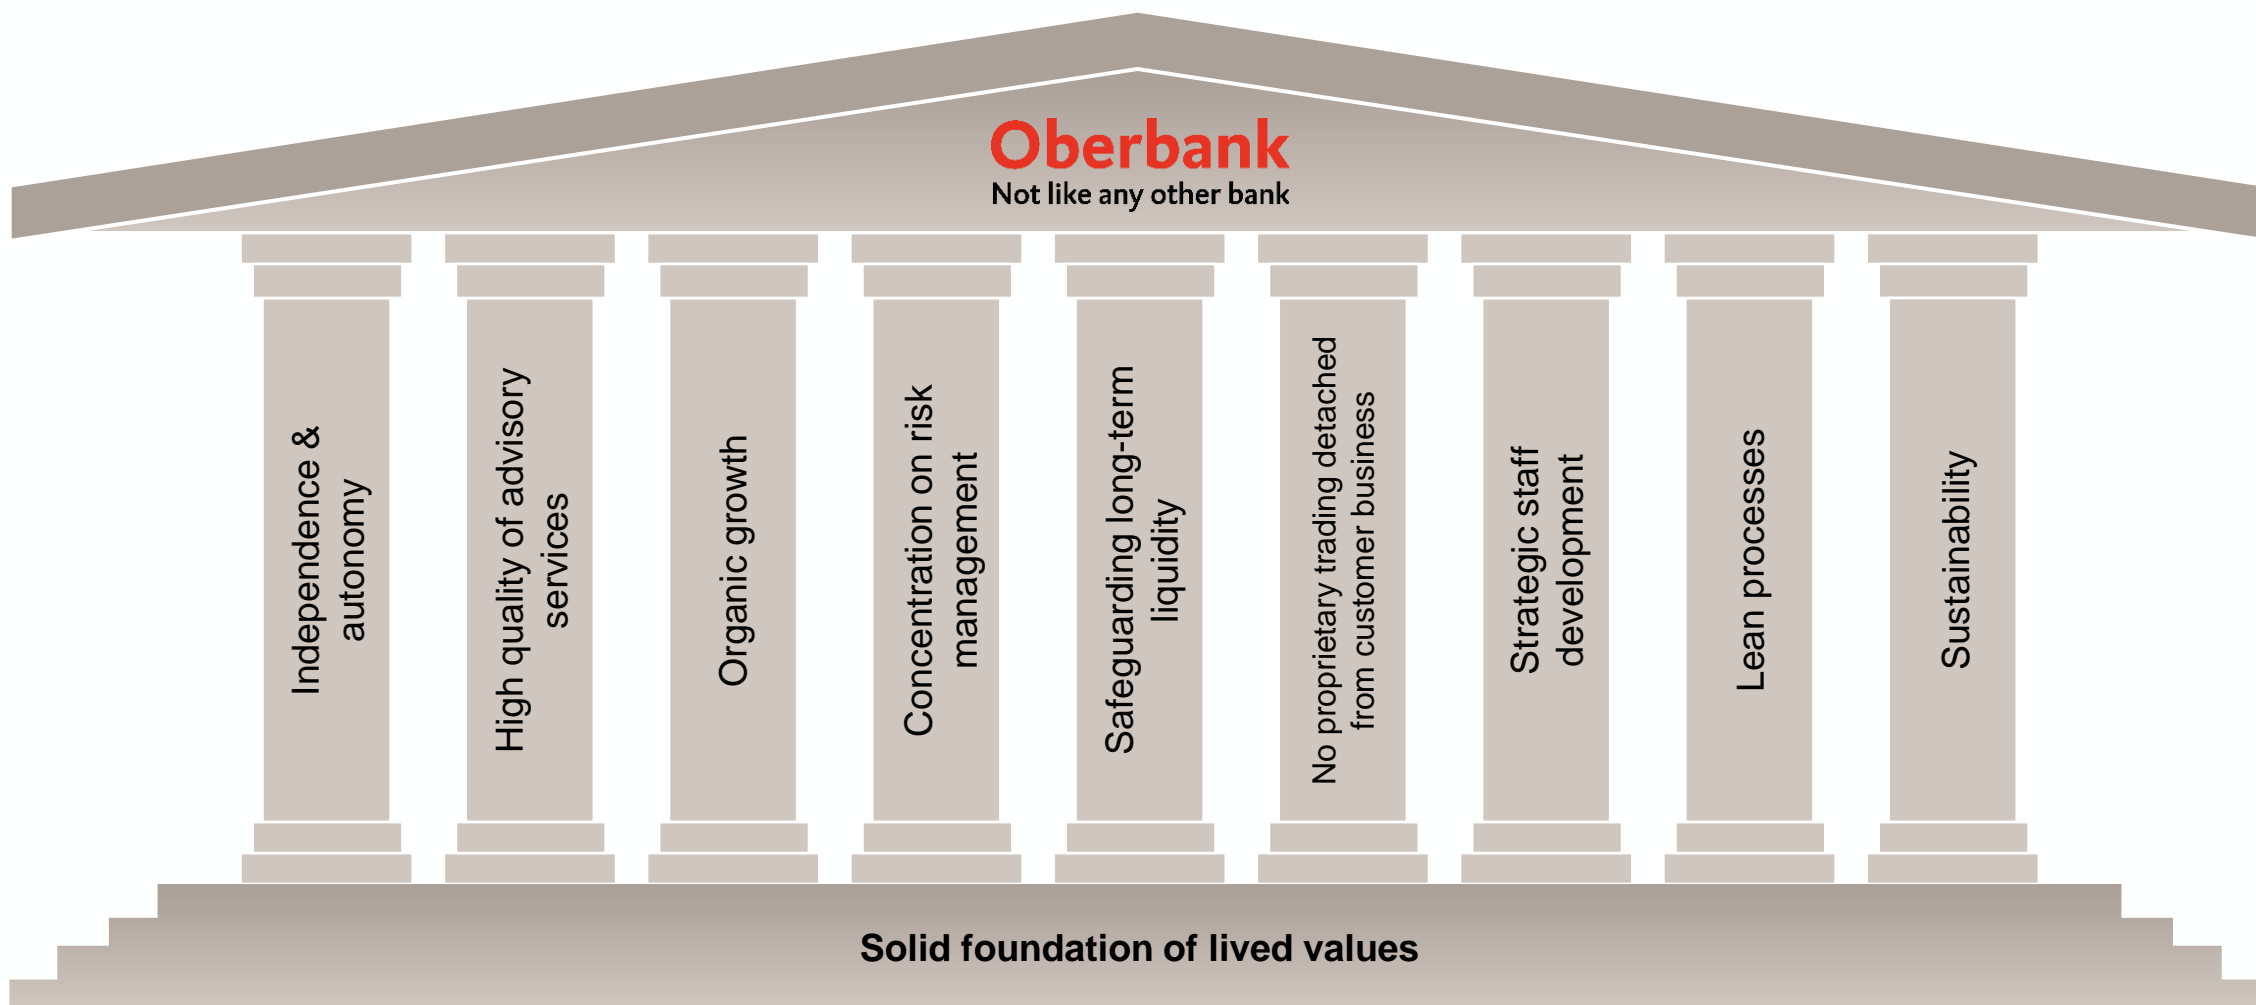 Oberbank
Not like any other bank
Independence &
autonomy
High quality of advisory
services
Organic growth
Concentration on risk
management
Safeguarding long-term
liquidity
No proprietary trading detached
from customer business
Strategic staff
development
Lean processes
Sustainability
Solid foundation of lived values